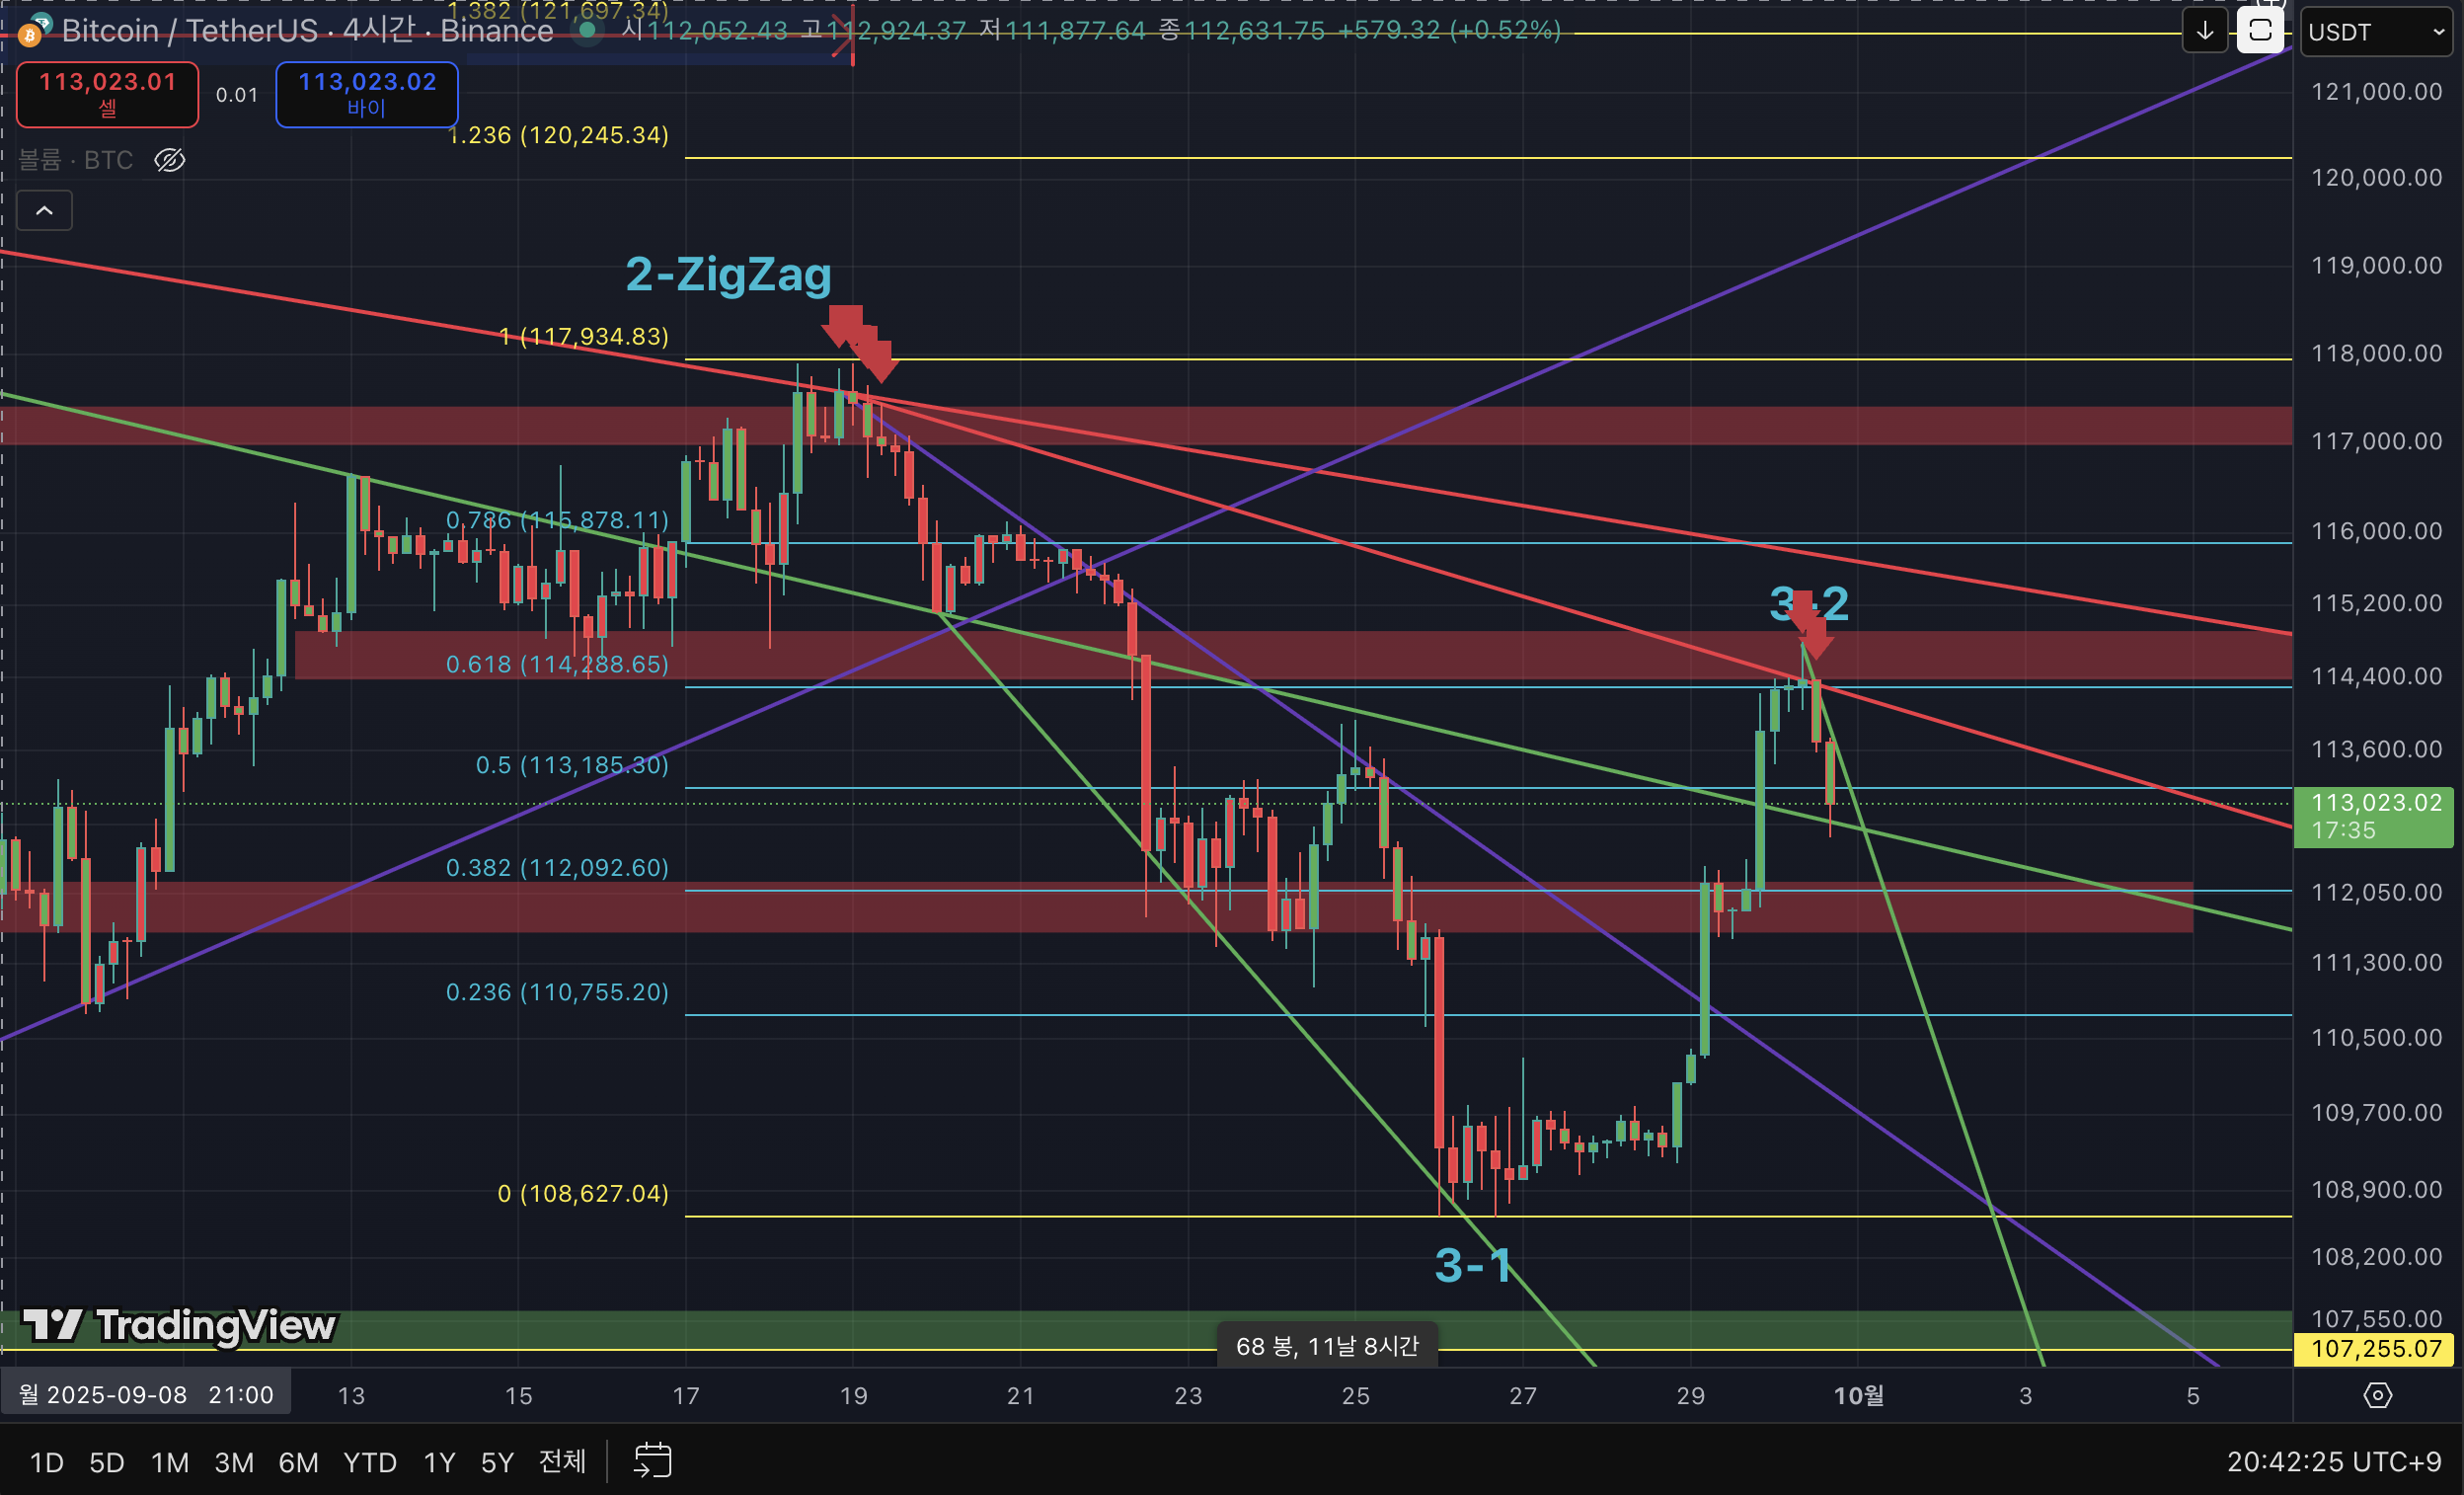 1.382 (121,697.34)
Bitcoin / TetherUS · 4시간 · Binance 시112,052.43 고112,924.37 저111,877.64 종112,631.75 +579.32 (+0.52%)
USDT
113,023.01
셀
0.01
113,023.02
바이
121,000.00
1.236 (120,245.34)
볼륨 · BTC
120,000.00
119,000.00
2-ZigZag
1 (117,934.83)
118,000.00
117,000.00
0.786 (115,878.11)
116,000.00
3-2
115,200.00
0.618 (114,288.65)
114,400.00
0.5 (113,185.30)
113,600.00
113,023.02
17:35
0.382 (112,092.60)
112,050.00
111,300.00
0.236 (110,755.20)
110,500.00
109,700.00
0 (108,627.04)
108,900.00
3-1
108,200.00
TradingView
107,550.00
68 봉, 11날 8시간
107,255.07
월 2025-09-08 21:00
13 15 17 19 21 23 25 27 29 10월 3 5
1D 5D 1M 3M 6M YTD 1Y 5Y 전체
20:42:25 UTC+9